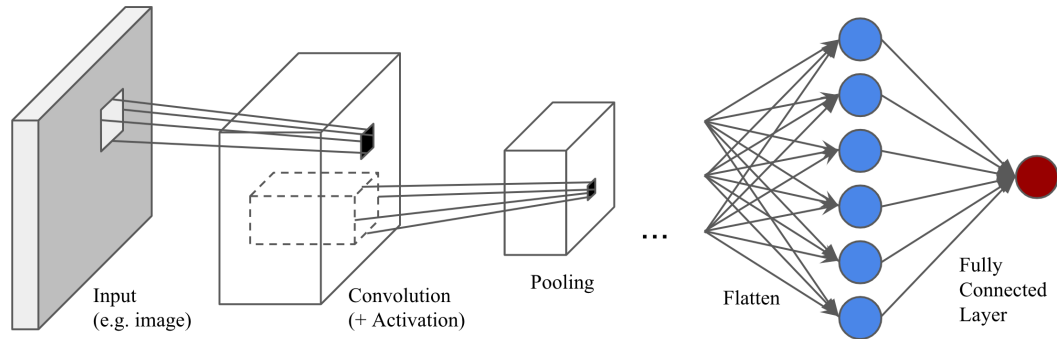 Input
(e.g. image)
Convolution
(+ Activation)
Pooling
...
Flatten
Fully
Connected
Layer